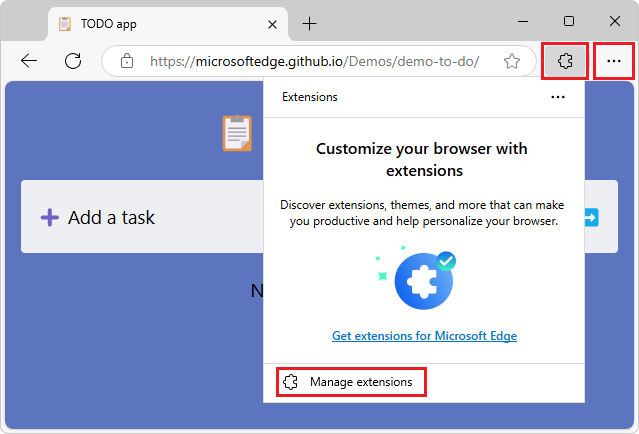 TODO app
https://microsoftedge.github.io/Demos/demo-to-do/
Extensions
Customize your browser with
extensions
Add a task
Discover extensions, themes, and more that can make
you productive and help personalize your browser.
N
Get extensions for Microsoft Edge
Manage extensions